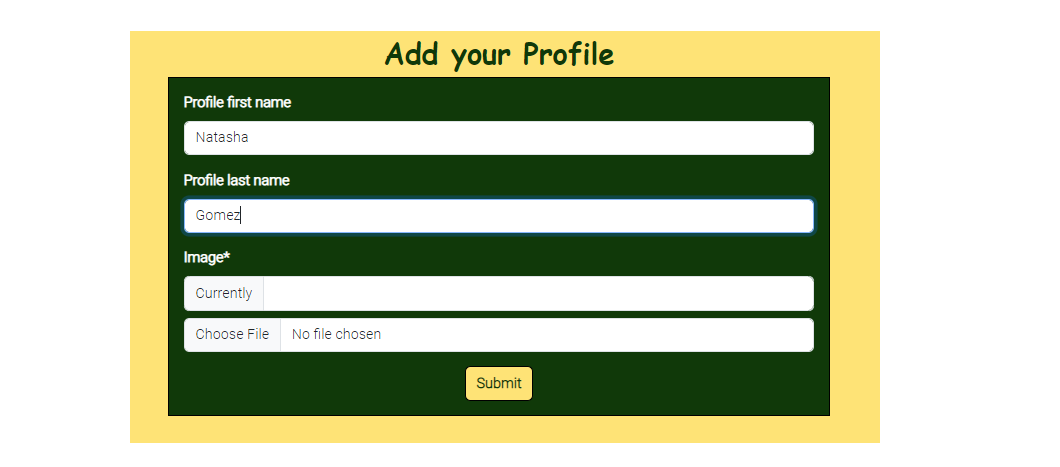 Add your Profile
Profile first name
Natasha
Profile last name
Gomez
Image*
Currently
Choose File No file chosen
Submit